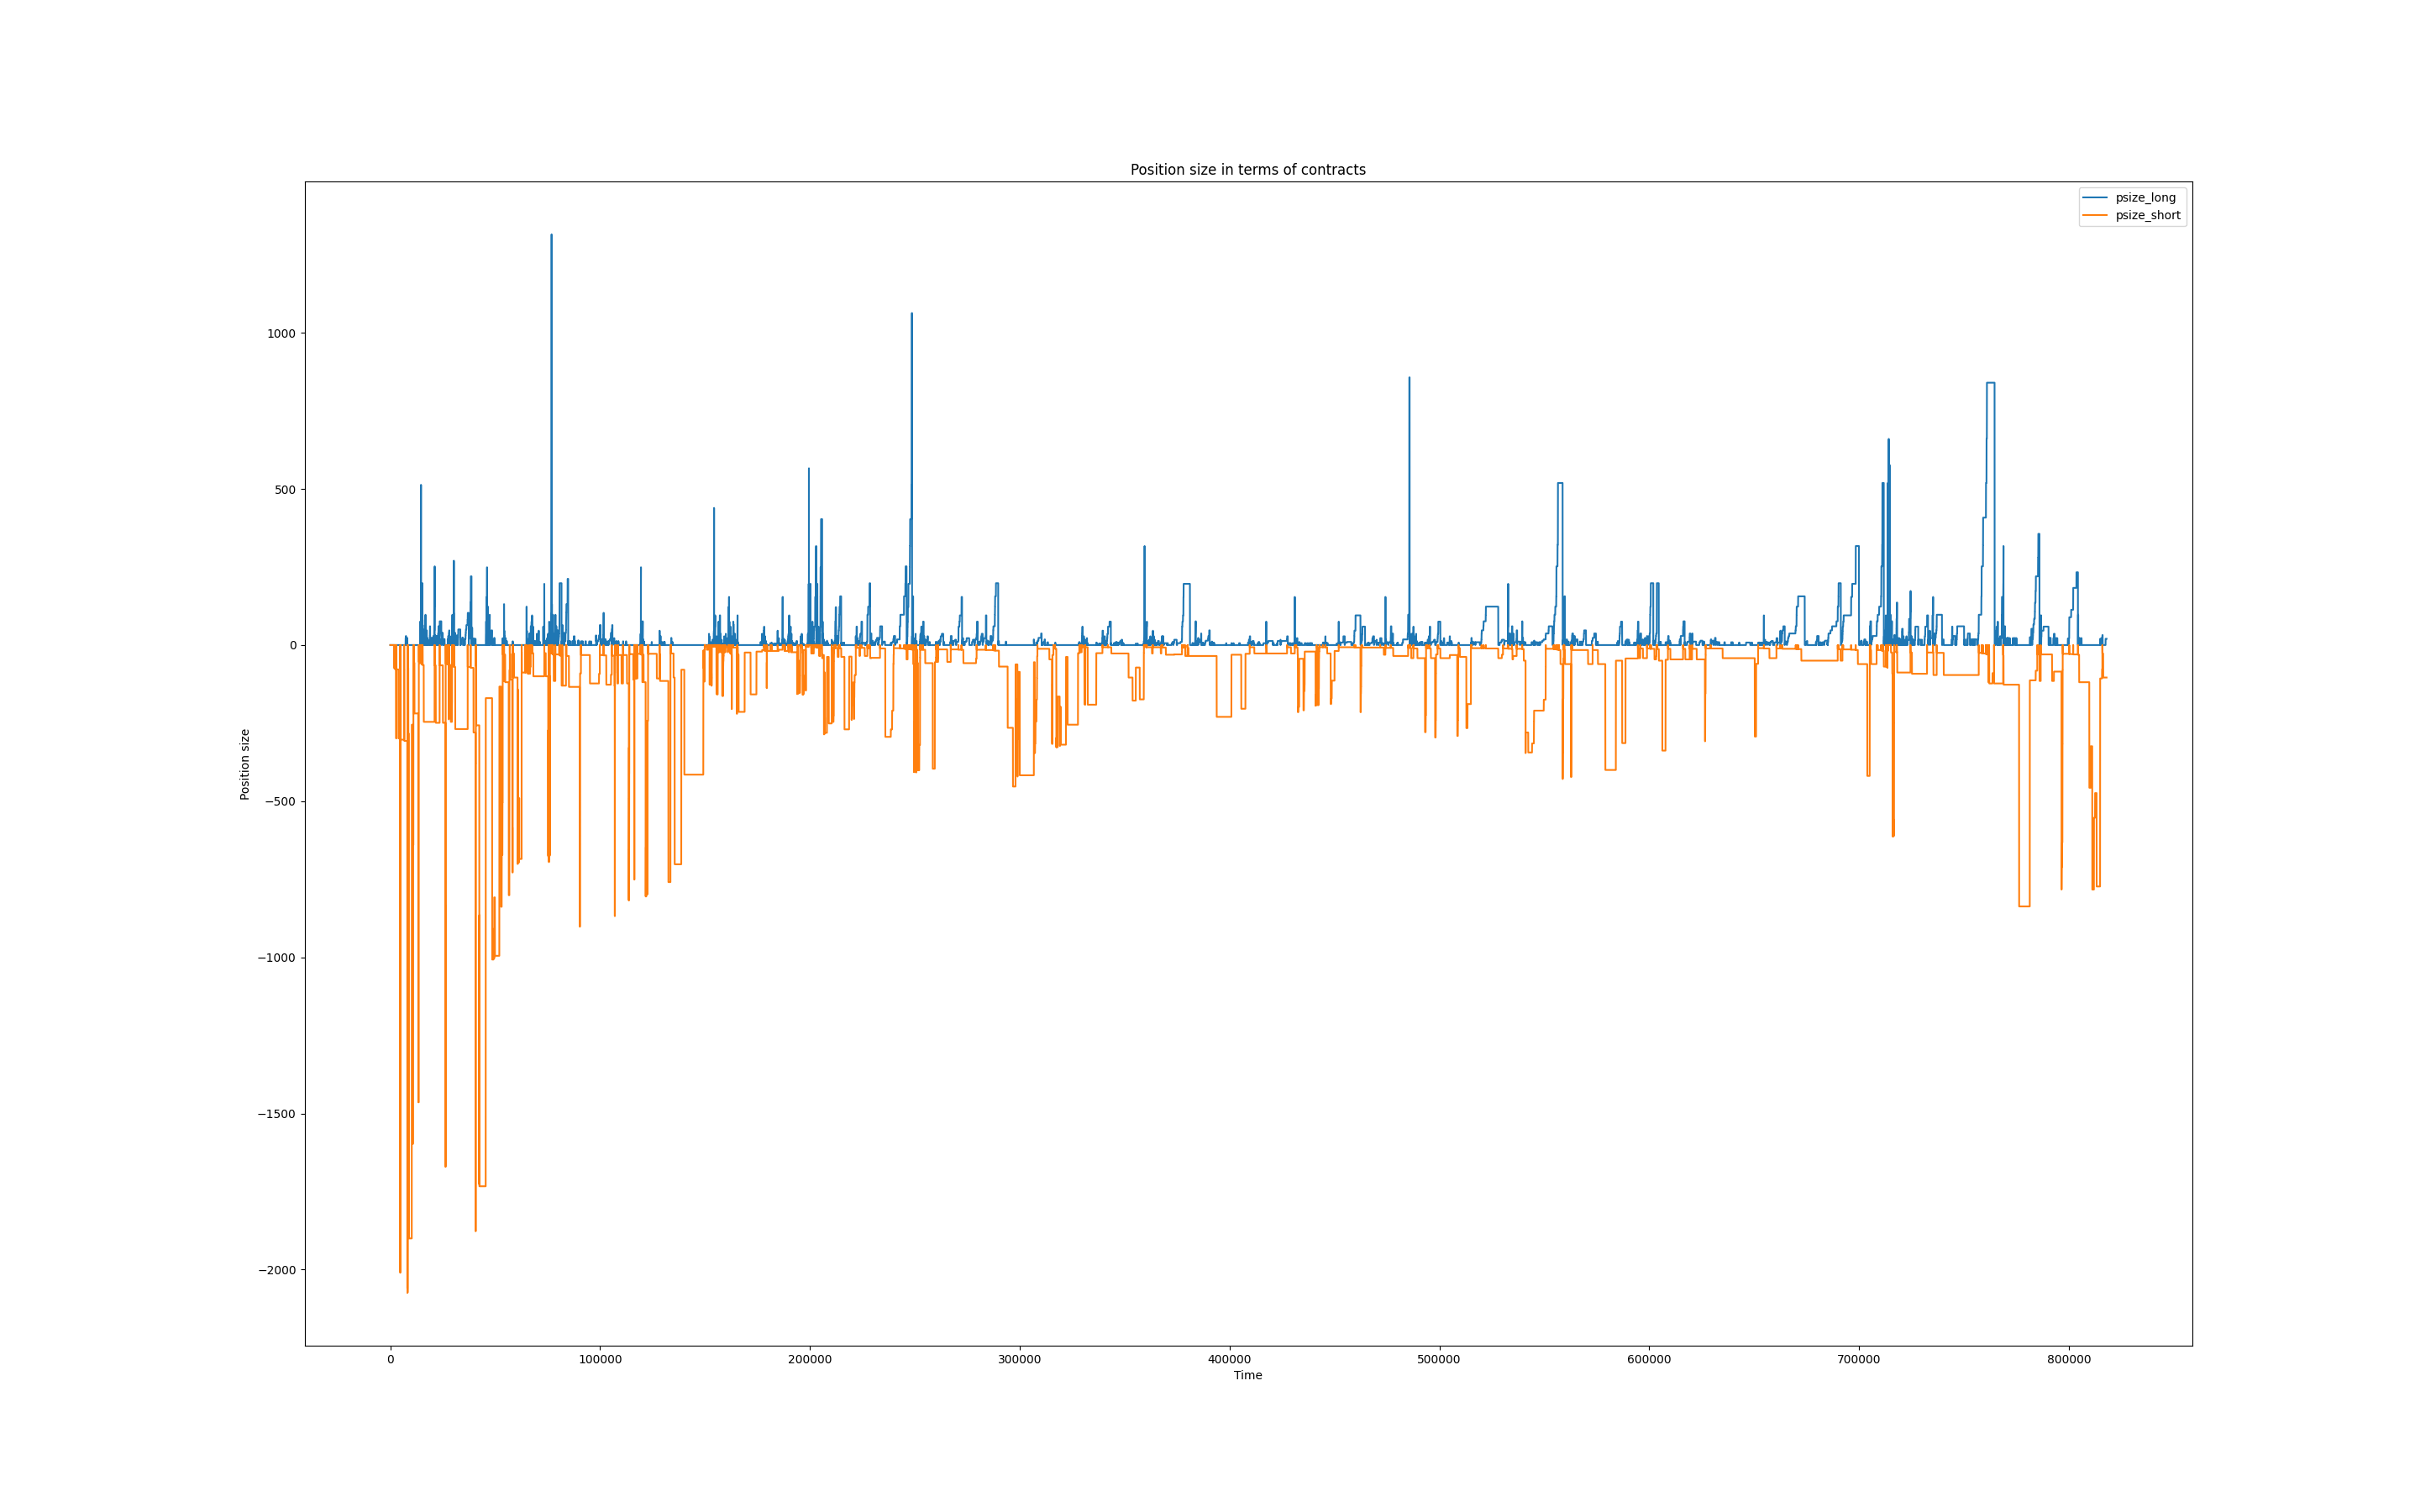 Position size in terms of contracts
psize_long
psize_short
1000
500
0
−500
−1000
−1500
−2000
Position size
0 100000 200000 300000 400000 500000 600000 700000 800000
Time